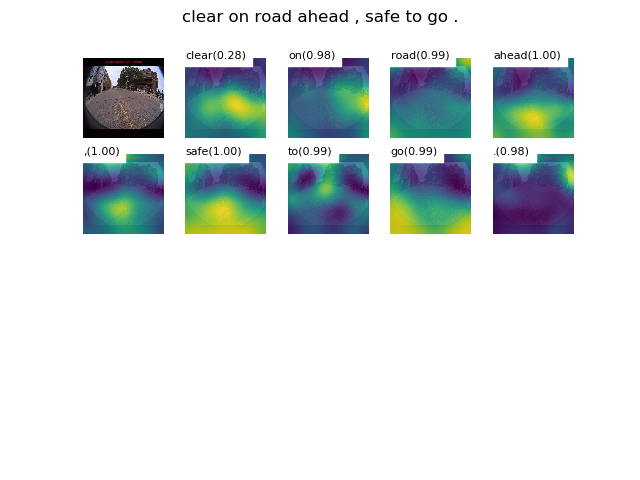 clear on road ahead , safe to go .
clear(0.28) on(0.98) road(0.99) ahead(1.00)
,(1.00) safe(1.00) to(0.99) go(0.99) .(0.98)